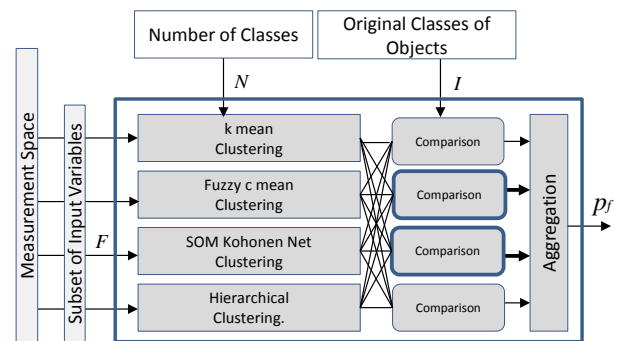 Number of Classes
Original Classes of
Objects
N
I
Measurement Space
Subset of Input Variables
F
k mean
Clustering
Comparison
Fuzzy c mean
Clustering
Comparison
SOM Kohonen Net
Clustering
Comparison
Hierarchical
Clustering.
Comparison
Aggregation
pf